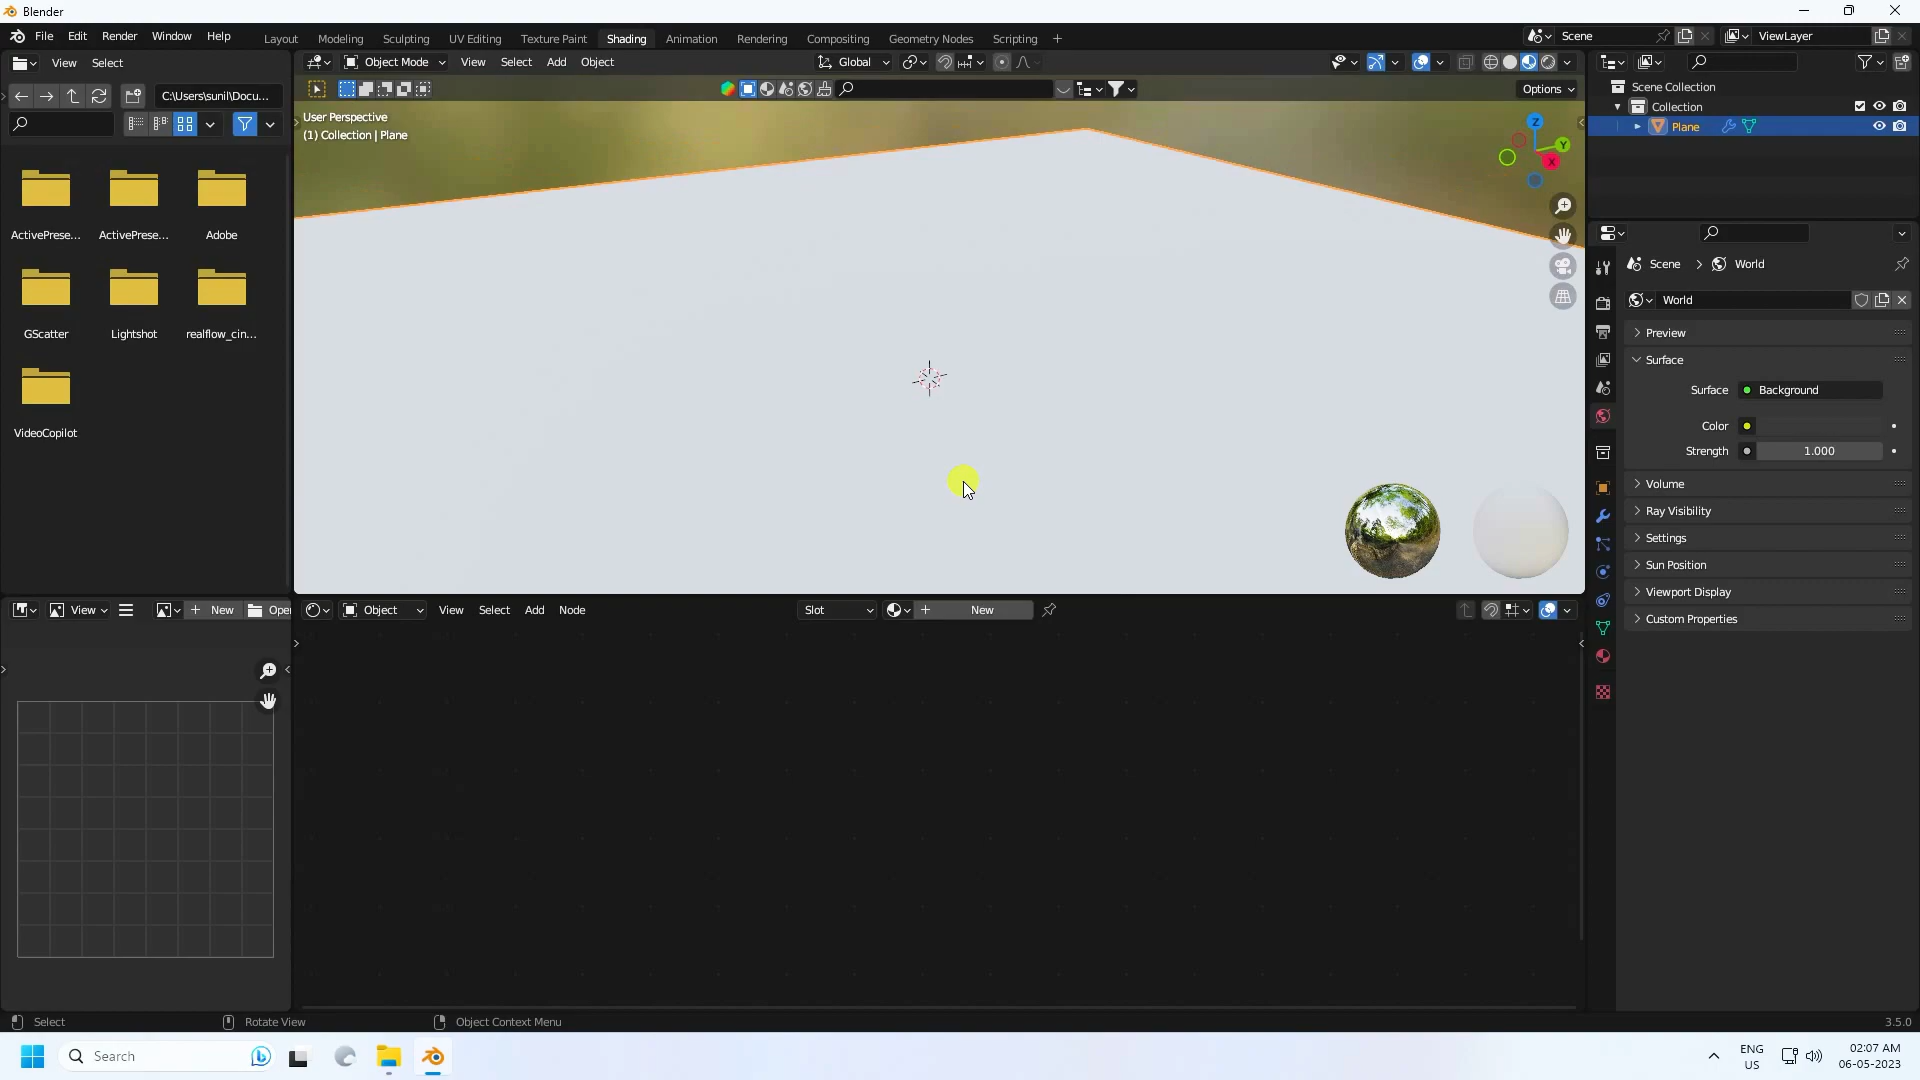 Blender
File Edit Render Window Help
Layout Modeling Sculpting UV Editing Texture Paint Shading Animation Rendering Compositing Geometry Nodes Scripting +
Scene
ViewLayer
View Select
Object Mode View Select Add Object
Global
C:\Users\sunil\Docu...
Options
User Perspective
(1) Collection | Plane
Z
Y
X
Scene Collection
Collection
Plane
ActivePrese...
ActivePrese...
Adobe
GScatter
Lightshot
realflow_cin...
VideoCopilot
Scene > World
World
Preview
Surface
Surface Background
Color
Strength 1.000
Volume
Ray Visibility
Settings
Sun Position
Viewport Display
Custom Properties
View
+ New
Open
Object View Select Add Node
Slot
+ New
Select
Rotate View
Object Context Menu
3.5.0
Search
ENG
US
02:07 AM
06-05-2023